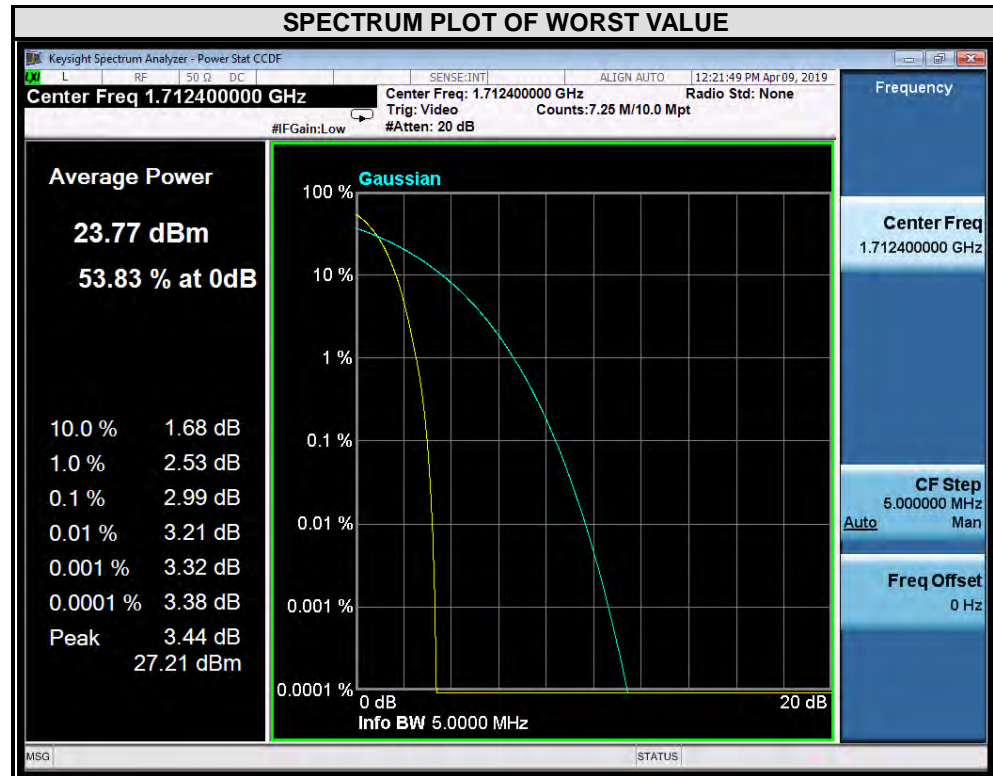 SPECTRUM PLOT OF WORST VALUE
Keysight Spectrum Analyzer - Power Stat CCDF
LXI L RF 50 Ω DC SENSE:INT ALIGN AUTO 12:21:49 PM Apr 09, 2019
Center Freq 1.712400000 GHz
Center Freq: 1.712400000 GHz Radio Std: None
Trig: Video Counts:7.25 M/10.0 Mpt
#IFGain:Low #Atten: 20 dB
Average Power
23.77 dBm
53.83 % at 0dB
10.0 % 1.68 dB
1.0 % 2.53 dB
0.1 % 2.99 dB
0.01 % 3.21 dB
0.001 % 3.32 dB
0.0001 % 3.38 dB
Peak 3.44 dB
27.21 dBm
Gaussian
100 %
10 %
1 %
0.1 %
0.01 %
0.001 %
0.0001 %
0 dB 20 dB
Info BW 5.0000 MHz
Frequency
Center Freq
1.712400000 GHz
CF Step
5.000000 MHz
Auto Man
Freq Offset
0 Hz
MSG STATUS